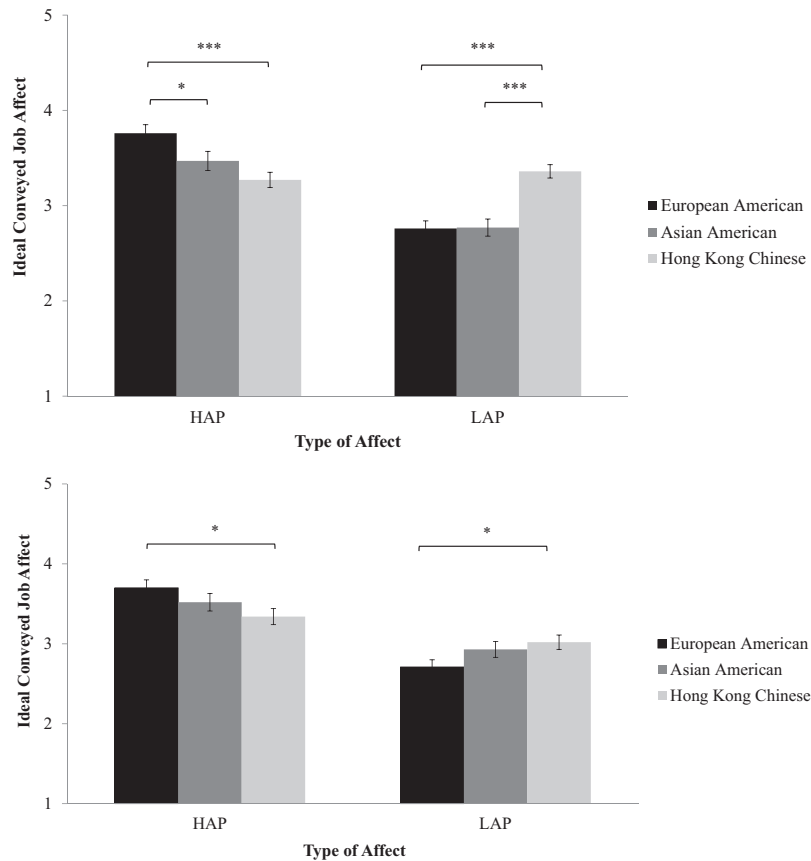 5
***
***
*
***
4
3
2
1
Ideal Conveyed Job Affect
European American
Asian American
Hong Kong Chinese
HAP
LAP
Type of Affect
5
*
*
4
3
2
1
Ideal Conveyed Job Affect
European American
Asian American
Hong Kong Chinese
HAP
LAP
Type of Affect